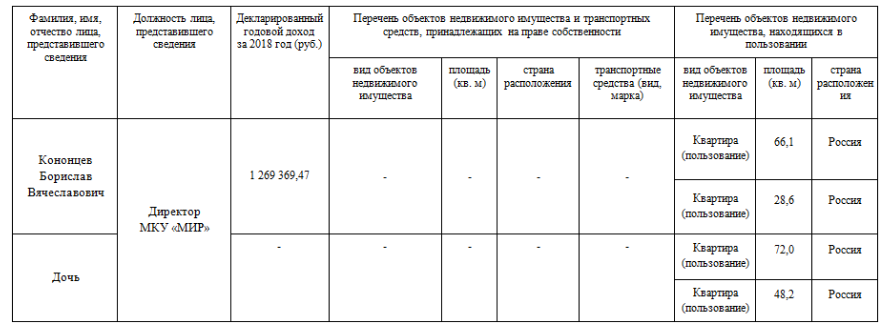 Фамилия, имя,
отчество лица,
представившего
сведения
Должность лица,
представившего
сведения
Декларированный
годовой доход
за 2018 год (руб.)
Перечень объектов недвижимого имущества и транспортных
средств, принадлежащих на праве собственности
Перечень объектов недвижимого
имущества, находящихся в
пользовании
вид объектов
недвижимого
имущества
площадь
(кв. м)
страна
расположения
транспортные
средства (вид,
марка)
вид объектов
недвижимого
имущества
площадь
(кв. м)
страна
расположен
ия
Кононцев
Борислав
Вячеславович
Директор
МКУ «МИР»
1 269 369,47
-
-
-
-
Квартира
(пользование)
66,1
Россия
Квартира
(пользование)
28,6
Россия
Дочь
-
-
-
-
-
Квартира
(пользование)
72,0
Россия
Квартира
(пользование)
48,2
Россия